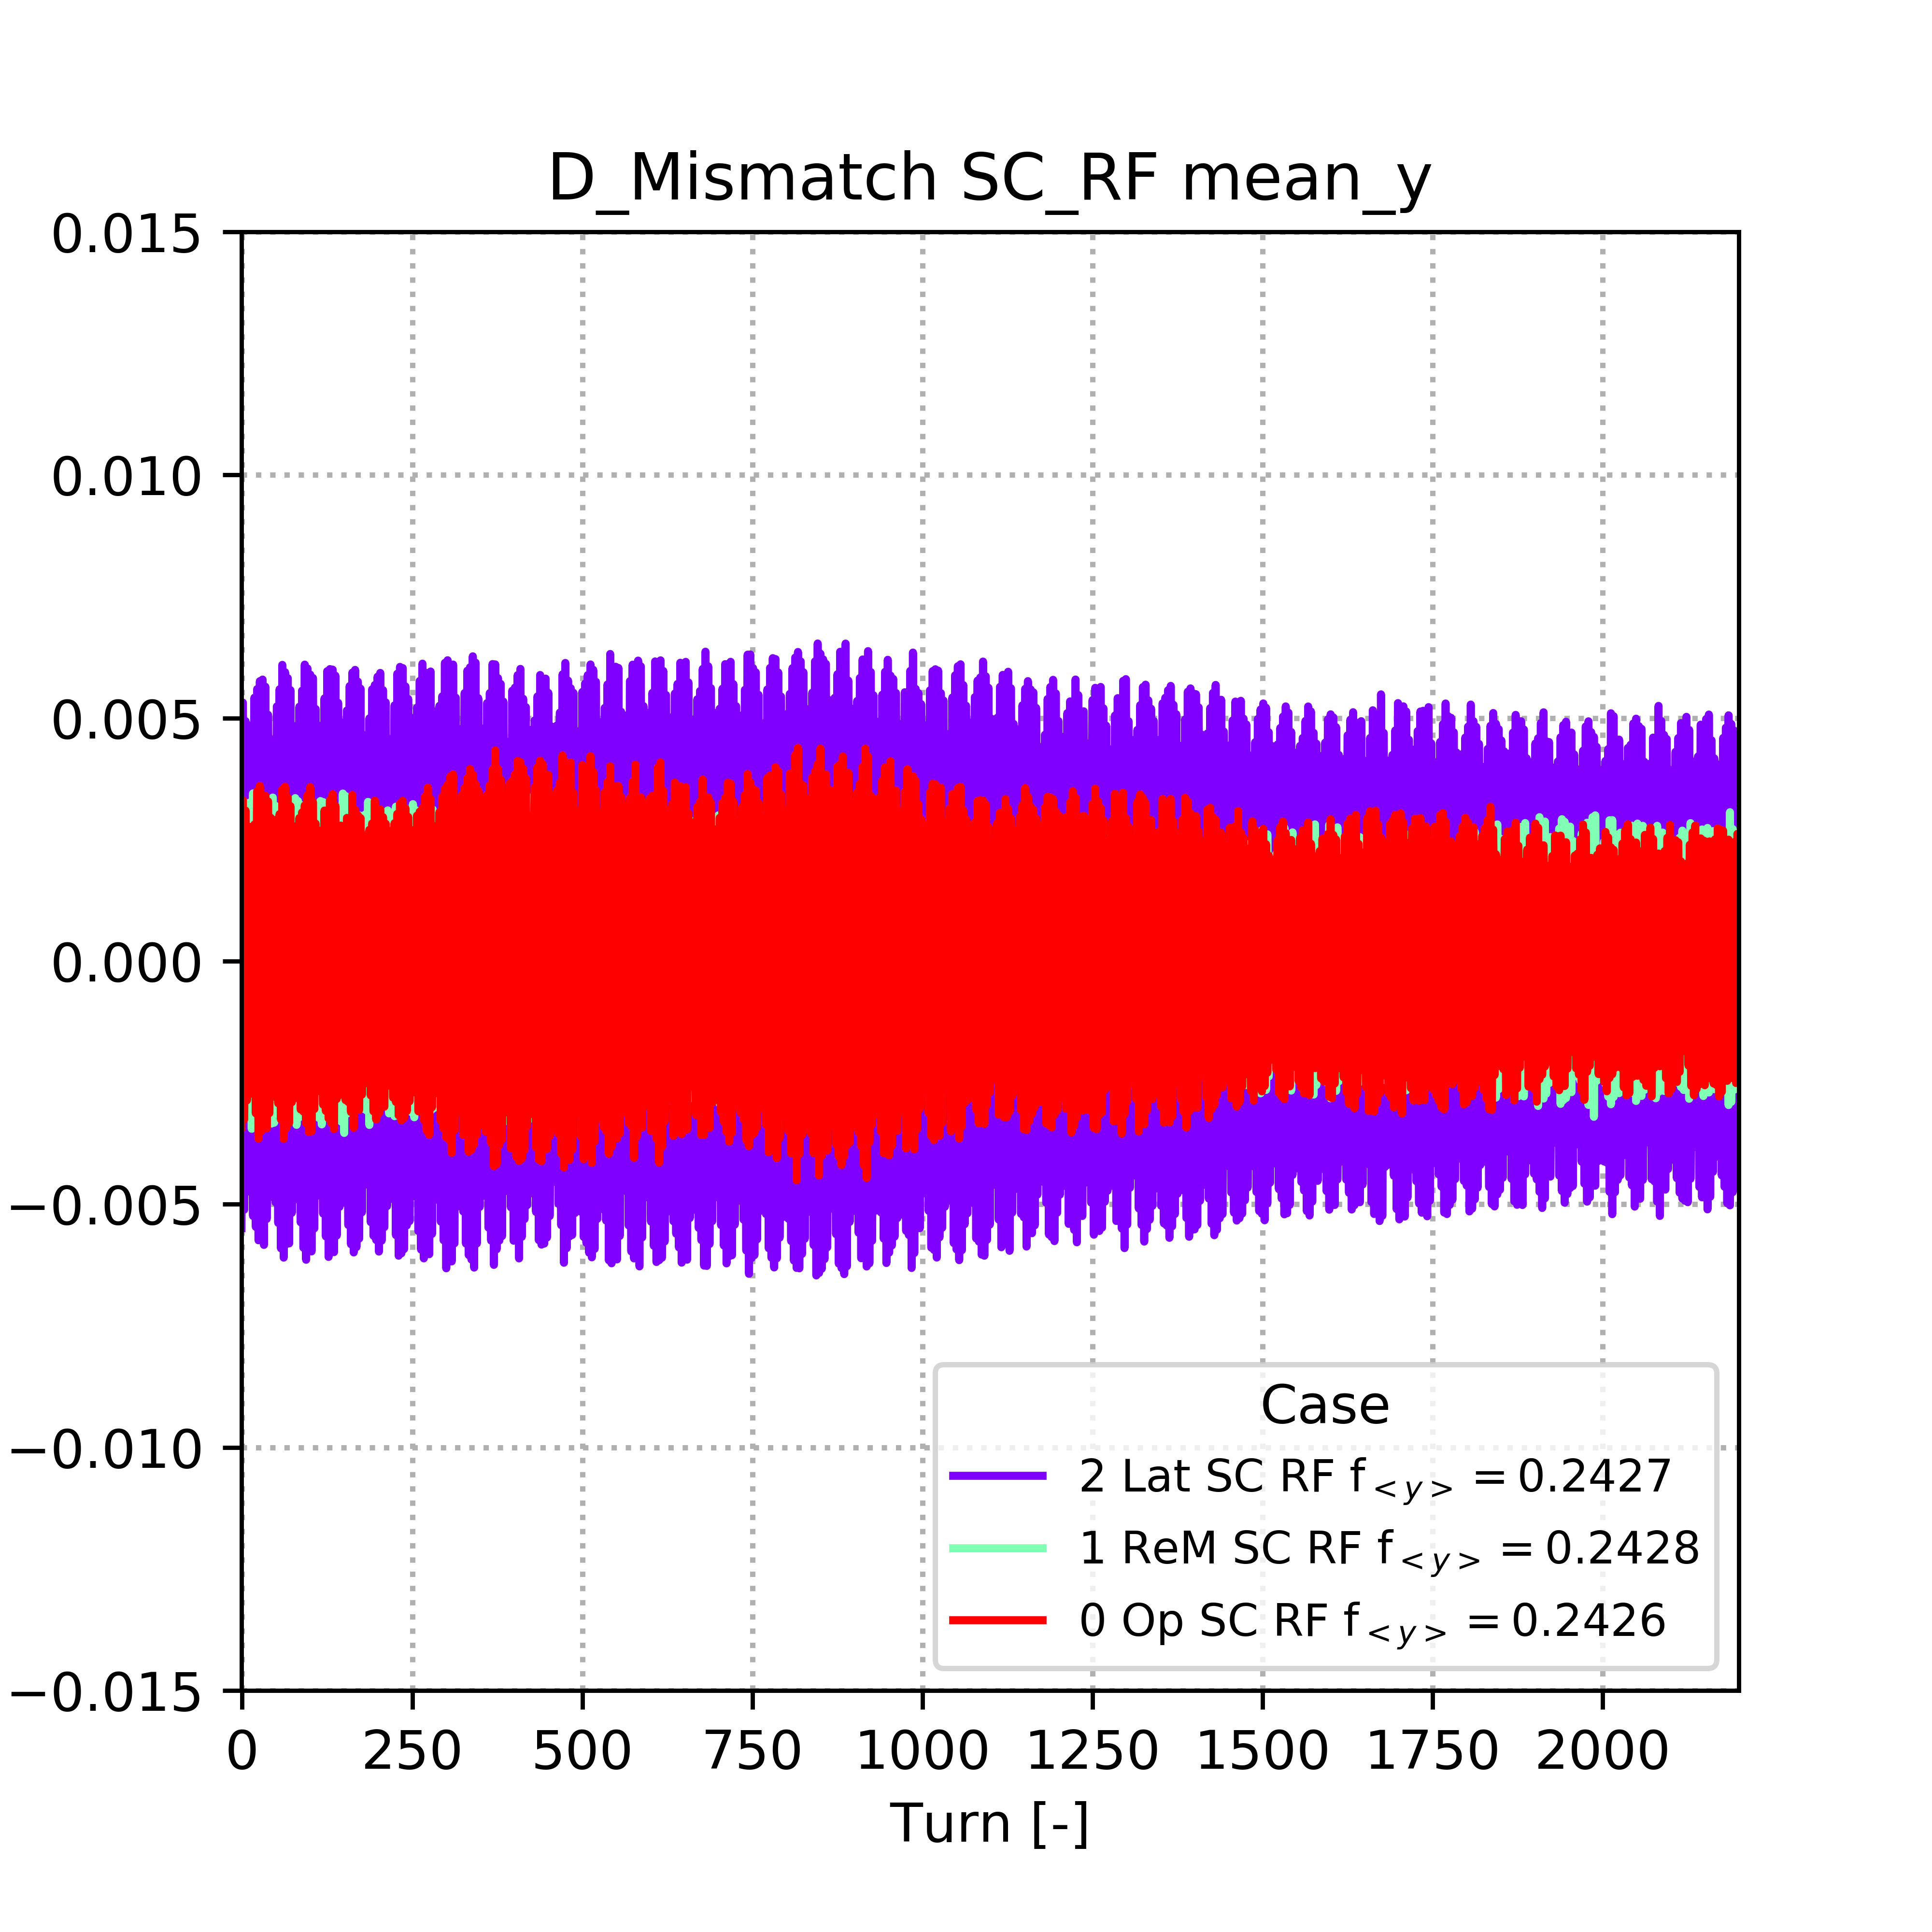 D_Mismatch SC_RF mean_y
0.015
0.010
0.005
0.000
−0.005
−0.010
−0.015
Case
2 Lat SC RF f<y> = 0.2427
1 ReM SC RF f<y> = 0.2428
0 Op SC RF f<y> = 0.2426
0 250 500 750 1000 1250 1500 1750 2000
Turn [-]